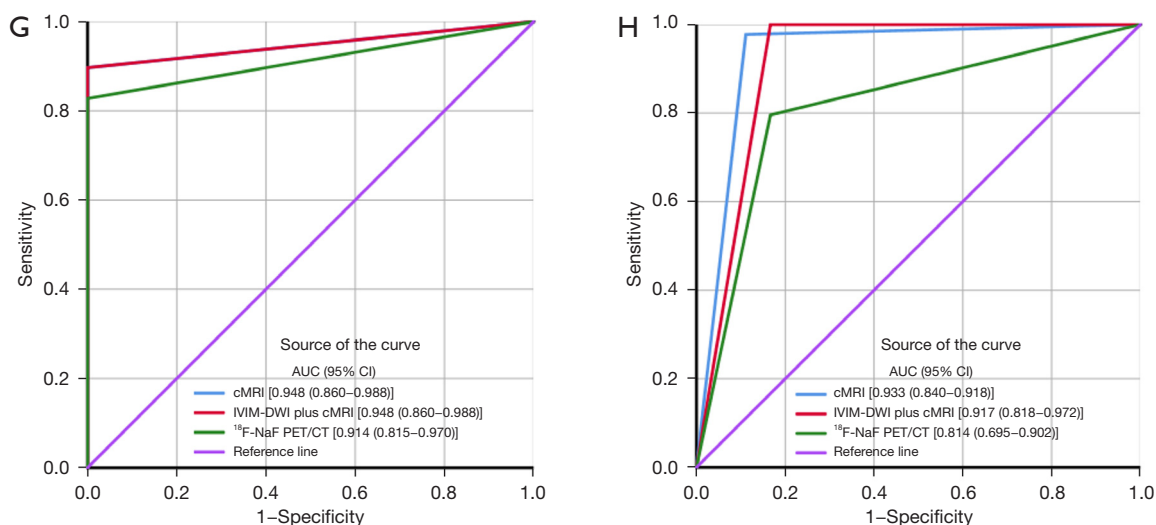 G
1.0
0.8
0.6
0.4
0.2
0.0
Sensitivity
Source of the curve
AUC (95% CI)
cMRI [0.948 (0.860–0.988)]
IVIM-DWI plus cMRI [0.948 (0.860–0.988)]
¹⁸F-NaF PET/CT [0.914 (0.815–0.970)]
Reference line
0.0 0.2 0.4 0.6 0.8 1.0
1–Specificity
H
1.0
0.8
0.6
0.4
0.2
0.0
Sensitivity
Source of the curve
AUC (95% CI)
cMRI [0.933 (0.840–0.918)]
IVIM-DWI plus cMRI [0.917 (0.818–0.972)]
¹⁸F-NaF PET/CT [0.814 (0.695–0.902)]
Reference line
0.0 0.2 0.4 0.6 0.8 1.0
1–Specificity